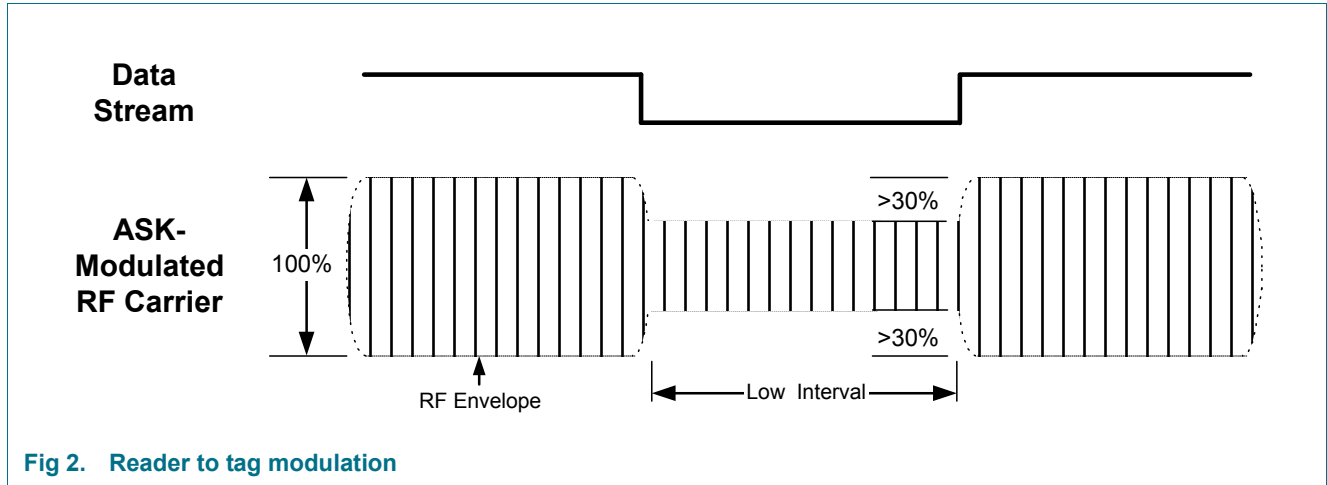 Data
Stream
ASK-
Modulated
RF Carrier
100%
>30%
>30%
Low Interval
RF Envelope
Fig 2. Reader to tag modulation